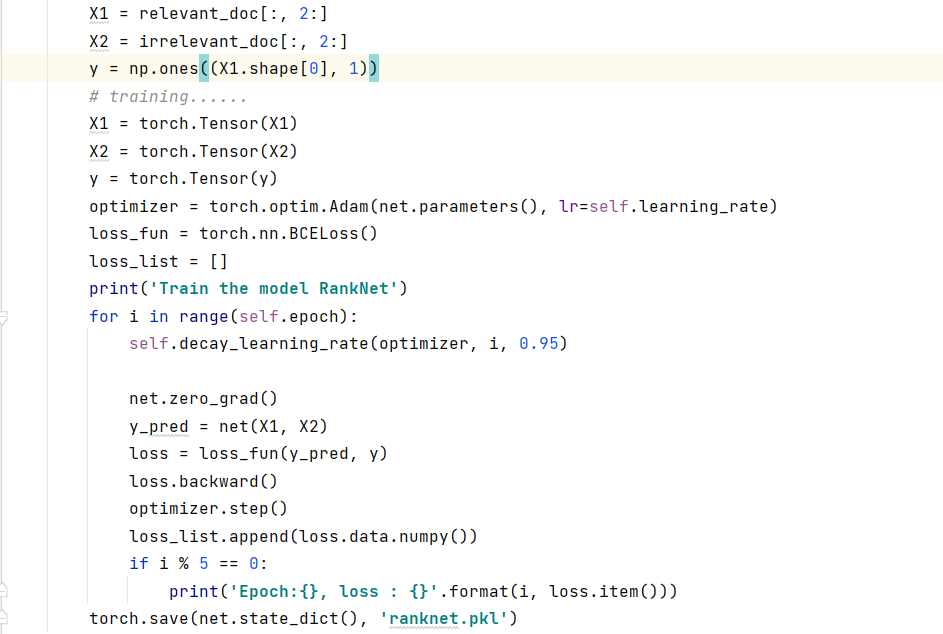 X1 = relevant_doc[:, 2:]
X2 = irrelevant_doc[:, 2:]
y = np.ones((X1.shape[0], 1))
# training......
X1 = torch.Tensor(X1)
X2 = torch.Tensor(X2)
y = torch.Tensor(y)
optimizer = torch.optim.Adam(net.parameters(), lr=self.learning_rate)
loss_fun = torch.nn.BCELoss()
loss_list = []
print('Train the model RankNet')
for i in range(self.epoch):
    self.decay_learning_rate(optimizer, i, 0.95)
    net.zero_grad()
    y_pred = net(X1, X2)
    loss = loss_fun(y_pred, y)
    loss.backward()
    optimizer.step()
    loss_list.append(loss.data.numpy())
    if i % 5 == 0:
        print('Epoch:{}, loss : {}'.format(i, loss.item()))
torch.save(net.state_dict(), 'ranknet.pkl')